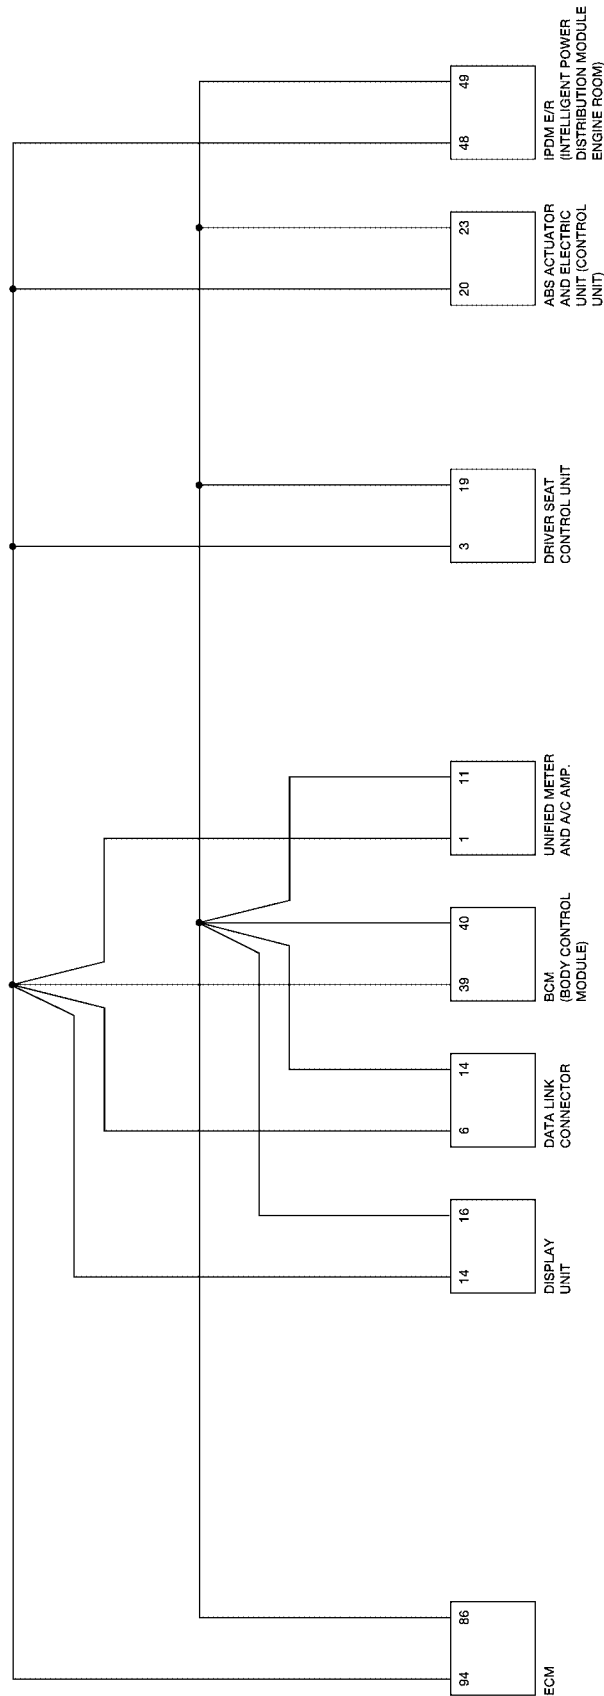 94
86
ECM
14
16
DISPLAY
UNIT
6
14
DATA LINK
CONNECTOR
39
40
BCM
(BODY CONTROL
MODULE)
1
11
UNIFIED METER
AND A/C AMP.
3
19
DRIVER SEAT
CONTROL UNIT
20
23
ABS ACTUATOR
AND ELECTRIC
UNIT (CONTROL
UNIT)
48
49
IPDM E/R
(INTELLIGENT POWER
DISTRIBUTION MODULE
ENGINE ROOM)